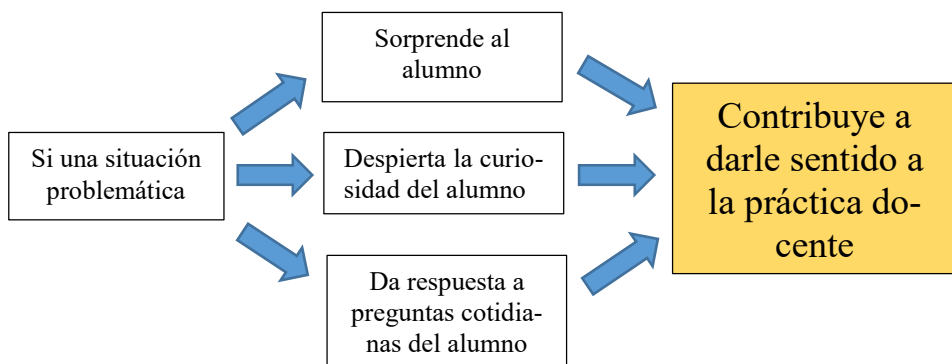 Si una situación
problemática
Sorprende al
alumno
Despierta la curio-
sidad del alumno
Da respuesta a
preguntas cotidia-
nas del alumno
Contribuye a
darle sentido a
la práctica do-
cente